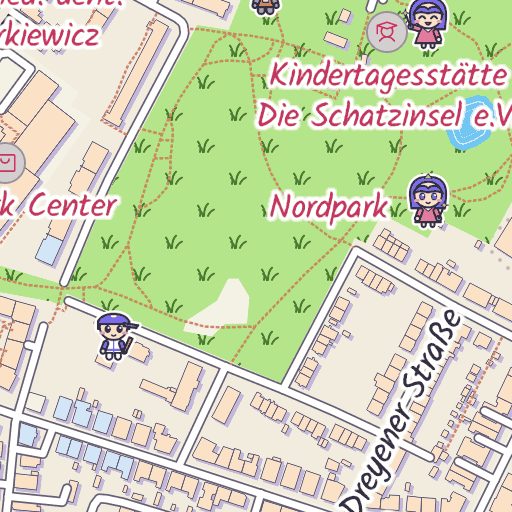 rkiewicz
Kindertagesstätte
Die Schatzinsel e.V
k Center
Nordpark
Dreyener Straße